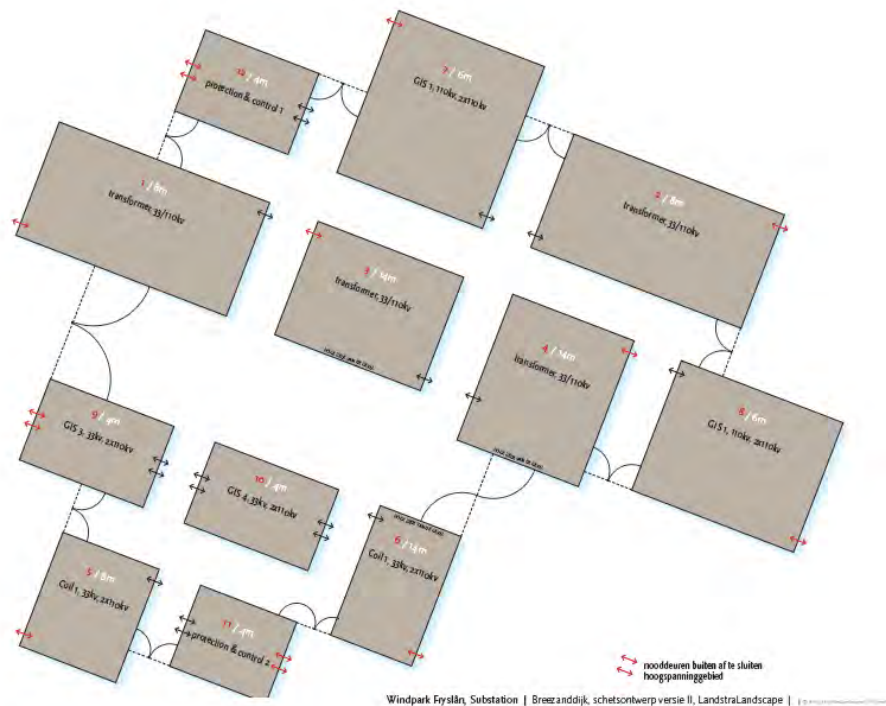 12 / 4m
protection & control 1
7 / 6m
GIS 1, 110kv, 2x110kv
1 / 8m
transformer, 33/110kv
2 / 8m
transformer, 33/110kv
3 / 14m
transformer, 33/110kv
4 / 14m
transformer, 33/110kv
8 / 6m
GIS 1, 110kv, 2x110kv
9 / 4m
GIS 3, 33kv, 2x110kv
10 / 4m
GIS 4, 33kv, 2x110kv
6 / 14m
Coil 1, 33kv, 2x110kv
5 / 8m
Coil 1, 33kv, 2x110kv
11 / 4m
protection & control 2
nooddeuren buiten af te sluiten
hoogspanninggebied
Windpark Fryslân, Substation | Breezanddijk, schetsontwerp versie II, LandstraLandscape |